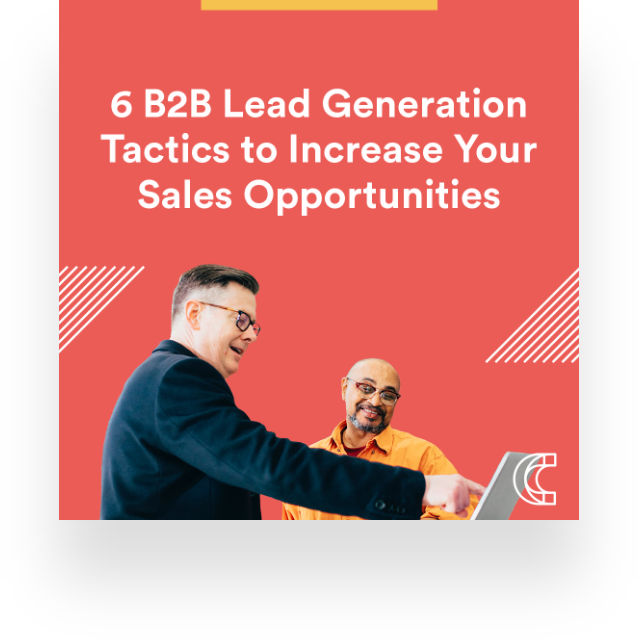 6 B2B Lead Generation
Tactics to Increase Your
Sales Opportunities